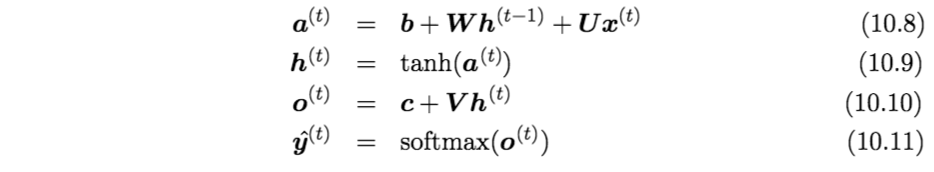 a^(t) = b + Wh^(t−1) + Ux^(t) (10.8)
h^(t) = tanh(a^(t)) (10.9)
o^(t) = c + Vh^(t) (10.10)
ŷ^(t) = softmax(o^(t)) (10.11)